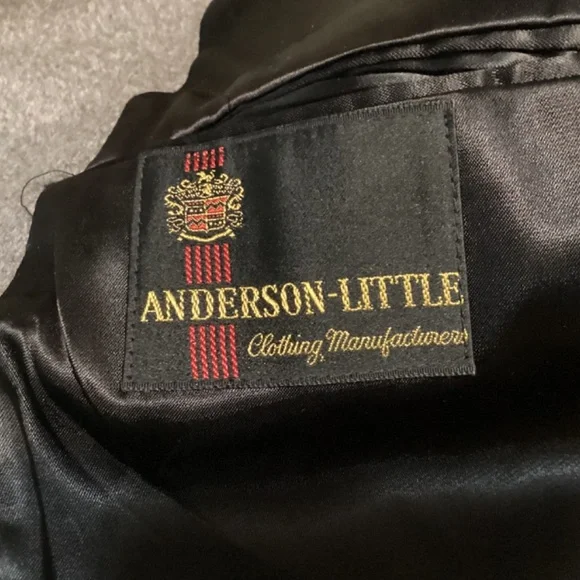 ANDERSON-LITTLE
Clothing Manufacturers